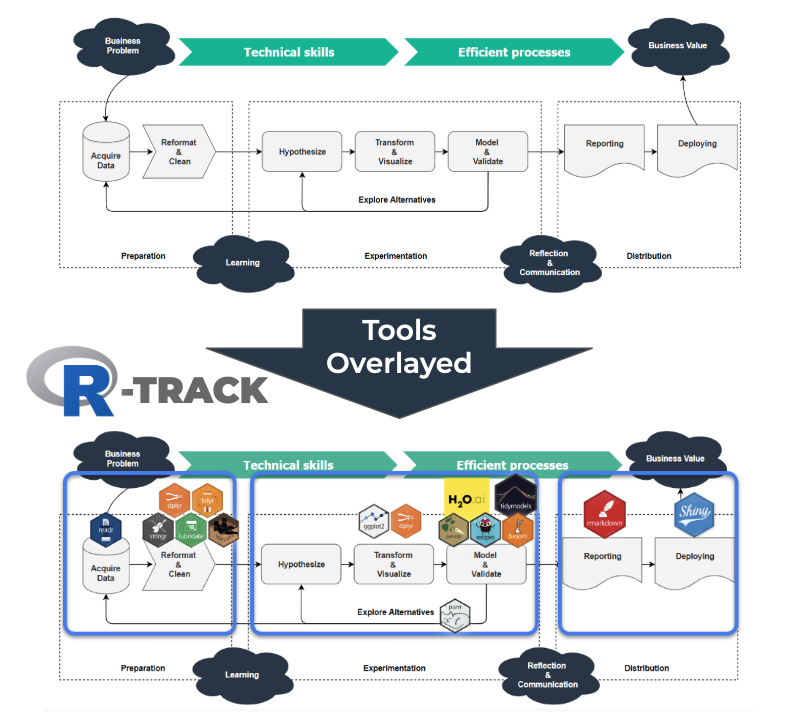 Business
Problem
Technical skills
Efficient processes
Business Value
Acquire
Data
Reformat
&
Clean
Hypothesize
Transform
&
Visualize
Model
&
Validate
Reporting
Deploying
Explore Alternatives
Preparation
Learning
Experimentation
Reflection
&
Communication
Distribution
Tools
Overlayed
R-TRACK
Business
Problem
Technical skills
Efficient processes
Business Value
readr
dplyr
tidyr
stringr
lubridate
ggplot2
dplyr
H2O.ai
tidymodels
recipes
broom
rmarkdown
Shiny
Acquire
Data
Reformat
&
Clean
Hypothesize
Transform
&
Visualize
Model
&
Validate
Reporting
Deploying
Explore Alternatives
purrr
Preparation
Learning
Experimentation
Reflection
&
Communication
Distribution